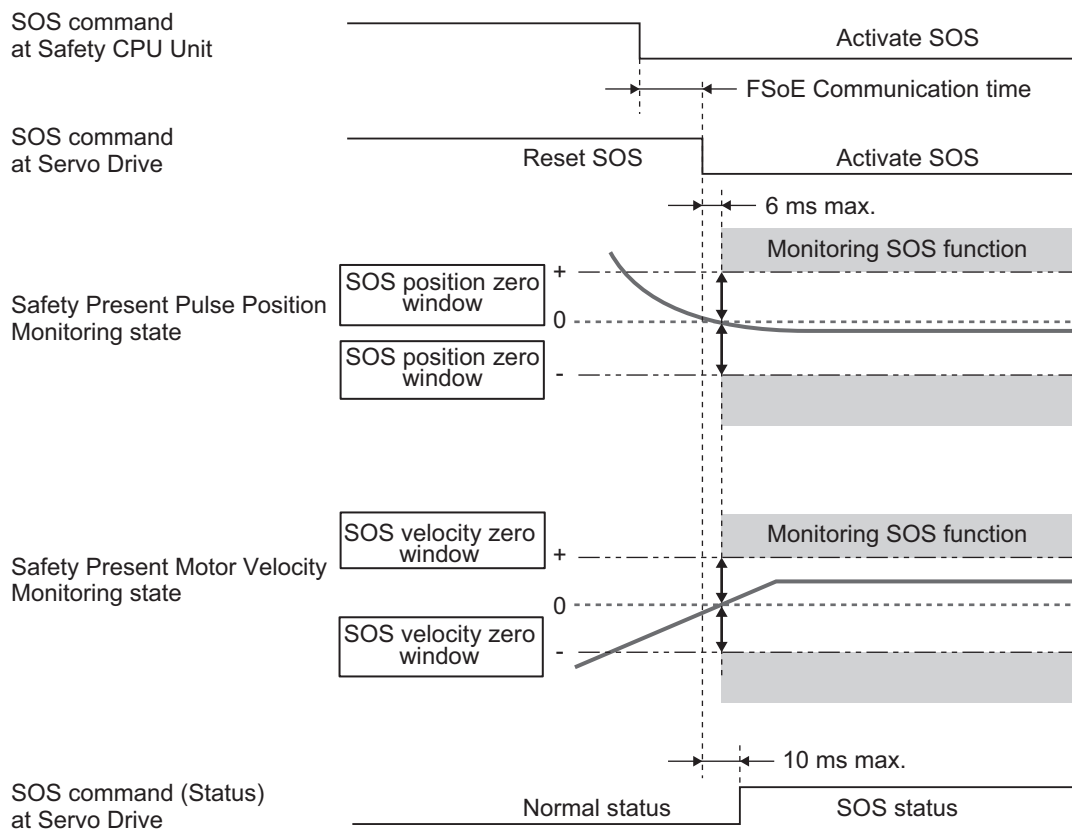 SOS command
at Safety CPU Unit
Activate SOS
FSoE Communication time
SOS command
at Servo Drive
Reset SOS
Activate SOS
6 ms max.
Monitoring SOS function
SOS position zero
window
+
Safety Present Pulse Position
Monitoring state
0
SOS position zero
window
-
SOS velocity zero
window
Monitoring SOS function
+
Safety Present Motor Velocity
Monitoring state
0
SOS velocity zero
window
-
10 ms max.
SOS command (Status)
at Servo Drive
Normal status
SOS status